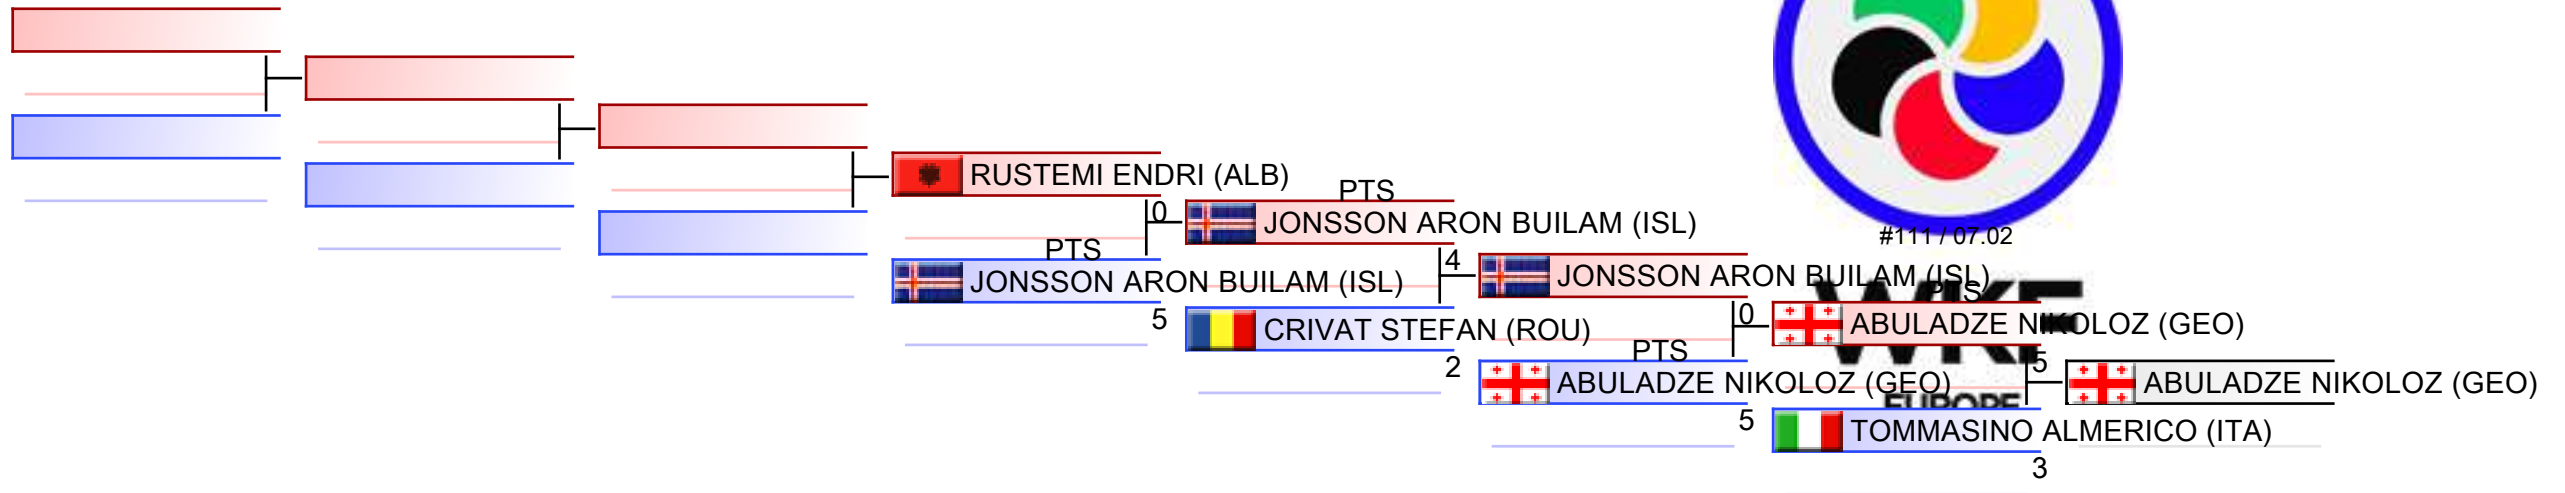 RUSTEMI ENDRI (ALB)
0
PTS
JONSSON ARON BUILAM (ISL)
5
PTS
JONSSON ARON BUILAM (ISL)
4
CRIVAT STEFAN (ROU)
2
#111 / 07.02
JONSSON ARON BUILAM (ISL)
0
PTS
ABULADZE NIKOLOZ (GEO)
5
PTS
ABULADZE NIKOLOZ (GEO)
5
TOMMASINO ALMERICO (ITA)
3
ABULADZE NIKOLOZ (GEO)
WKF
EUROPE